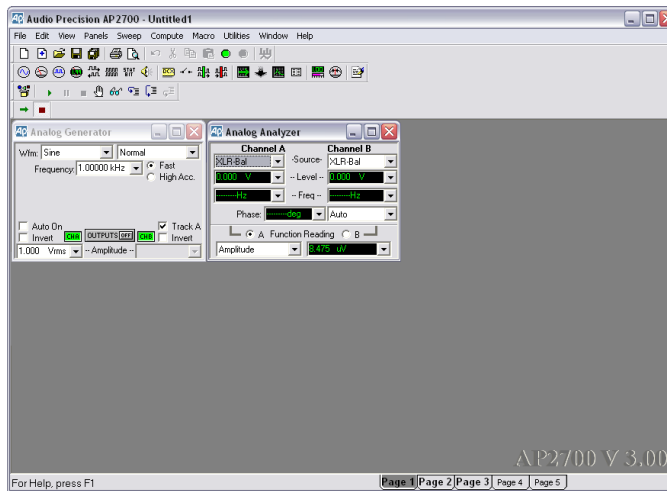 Audio Precision AP2700 - Untitled1
File Edit View Panels Sweep Compute Macro Utilities Window Help
Analog Generator
Wfm: Sine Normal
Frequency: 1.00000 kHz Fast
High Acc.
Auto On Track A
Invert CHA OUTPUTS OFF CHB Invert
1.000 Vrms -- Amplitude --
Analog Analyzer
Channel A Channel B
XLR-Bal -Source- XLR-Bal
0.000 V -- Level -- 0.000 V
--------Hz -- Freq -- --------Hz
Phase: --------deg Auto
A Function Reading B
Amplitude 8.475 uV
AP2700 V 3.00
For Help, press F1
Page 1 Page 2 Page 3 Page 4 Page 5